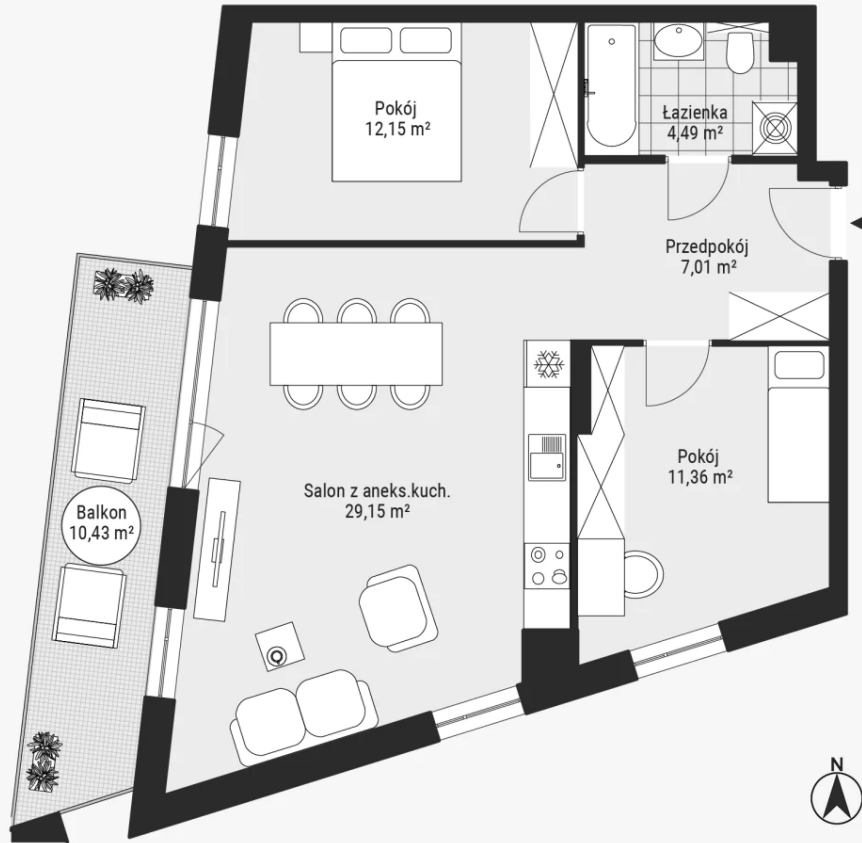 Pokój
12,15 m²
Łazienka
4,49 m²
Przedpokój
7,01 m²
Salon z aneks.kuch.
29,15 m²
Pokój
11,36 m²
Balkon
10,43 m²
N